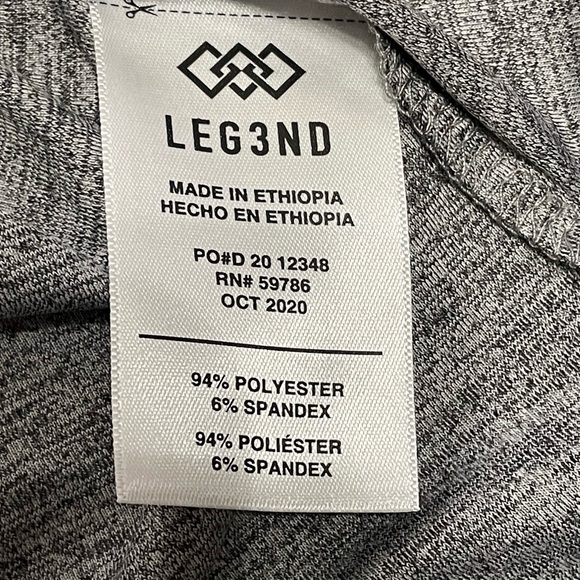 LEG3ND
MADE IN ETHIOPIA
HECHO EN ETHIOPIA
PO#D 20 12348
RN# 59786
OCT 2020
94% POLYESTER
6% SPANDEX
94% POLIÉSTER
6% SPANDEX